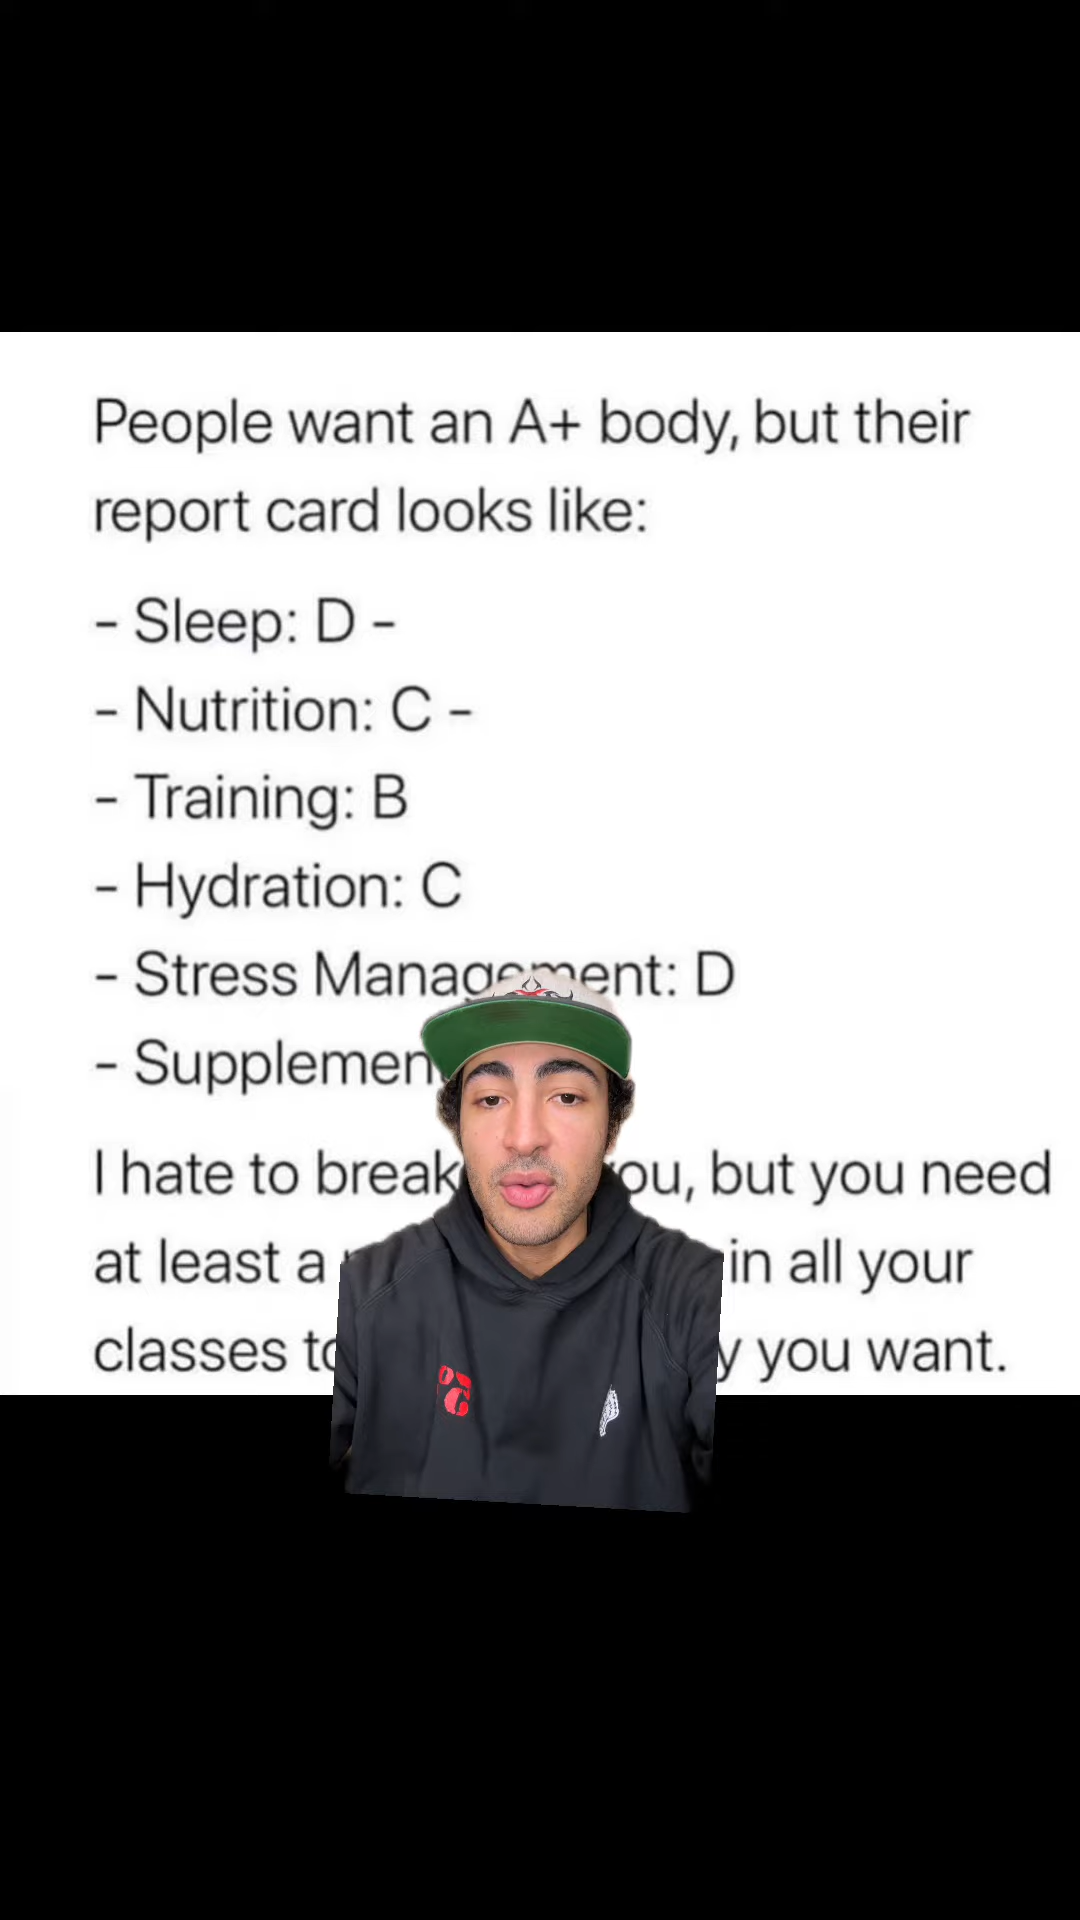 People want an A+ body, but their
report card looks like:
- Sleep: D -
- Nutrition: C -
- Training: B
- Hydration: C
- Stress Management: D
- Supplemen
I hate to break ou, but you need
at least a in all your
classes to y you want.